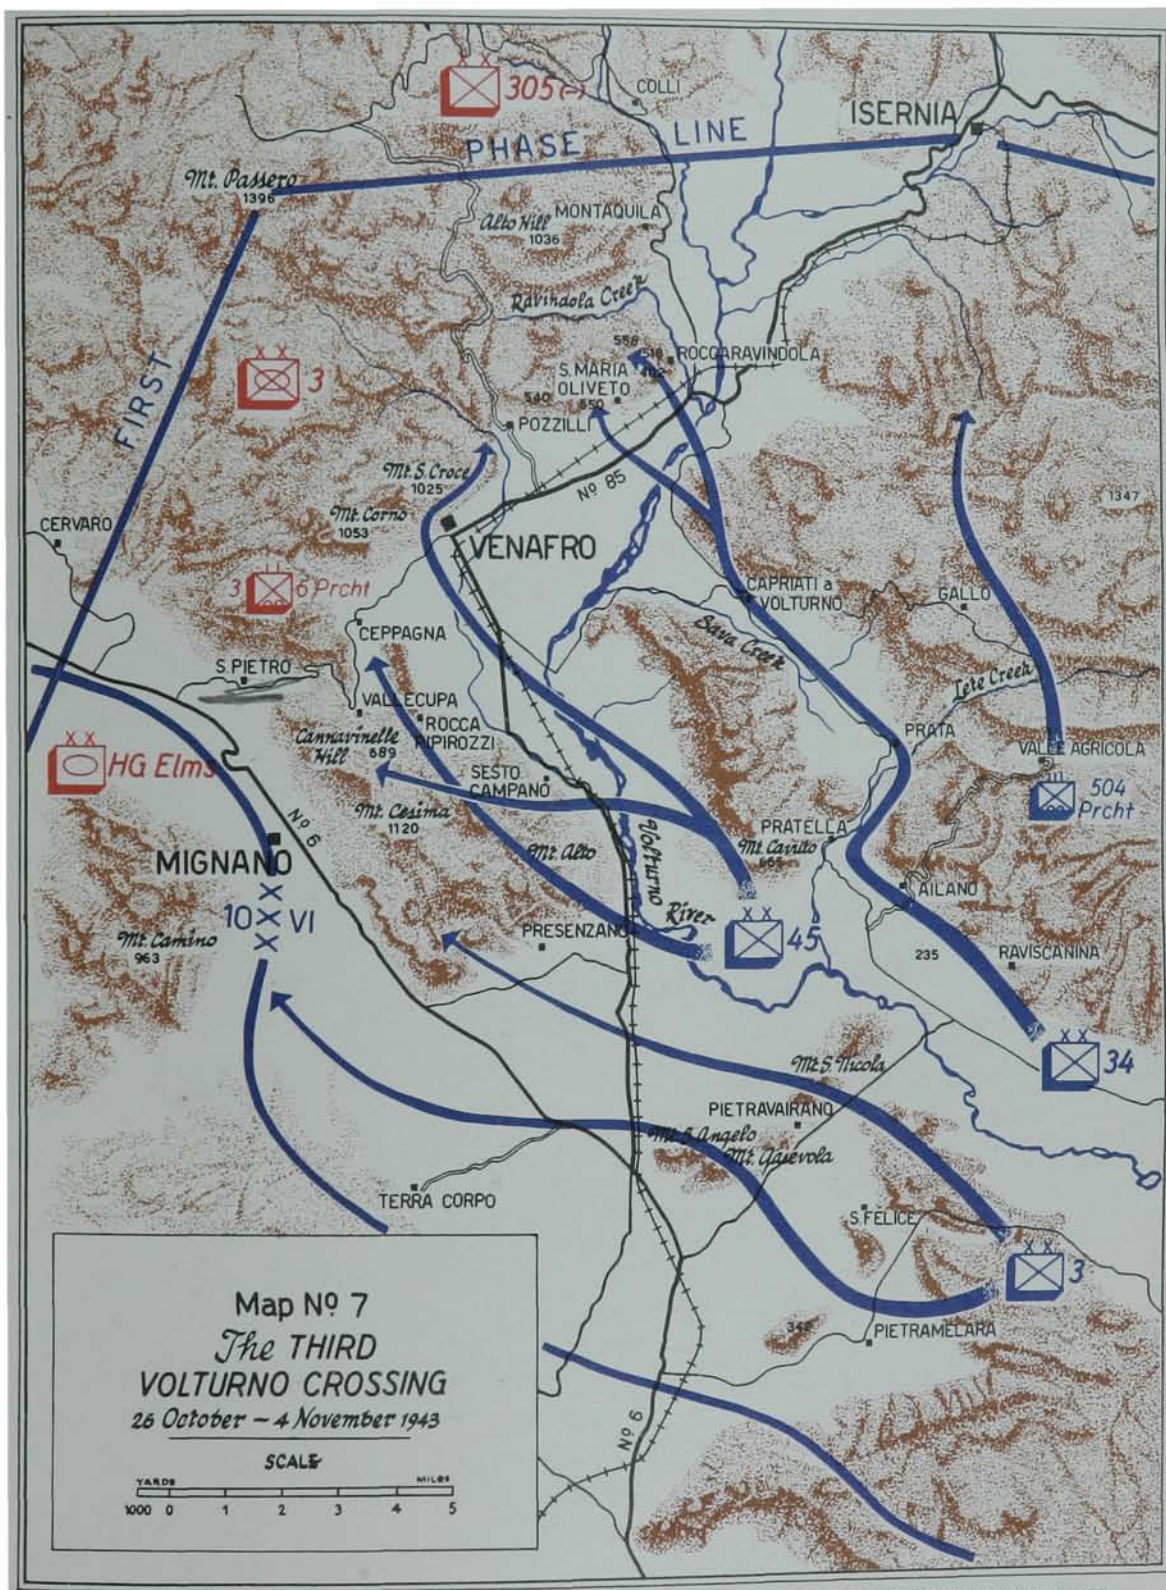 305 (-)
COLLI
ISERNIA
PHASE LINE
Mt. Passero
1396
MONTAQUILA
Alto Hill
1036
Ravindola Creek
FIRST
3
558
518
ROCCARAVINDOLA
S. MARIA
OLIVETO
540
550
POZZILLI
Mt. S. Croce
1025
Nº 85
1347
Mt. Corno
1053
CERVARO
VENAFRO
3 6 Prcht
CAPRIATI a
VOLTURNO
GALLO
CEPPAGNA
Sava Creek
S. PIETRO
Lete Creek
VALLECUPA
ROCCA
PIPIROZZI
Cannavinelle
Hill 689
PRATA
VALLE AGRICOLA
HG Elms
SESTO
CAMPANO
504
Prcht
Mt. Cesima
1120
Nº 6
Volturno
River
PRATELLA
Mt. Cavuto
665
MIGNANO
Mt. Alto
AILANO
XXX
10 VI
Mt. Camino
963
PRESENZANO
45
235
RAVISCANINA
34
Mt. S. Nicola
PIETRAVAIRANO
Mt. S. Angelo
Mt. Gaievola
TERRA CORPO
S. FELICE
3
342
PIETRAMELARA
Nº 6
Map Nº 7
The THIRD
VOLTURNO CROSSING
26 October ~ 4 November 1943
SCALE
YARDS MILES
1000 0 1 2 3 4 5